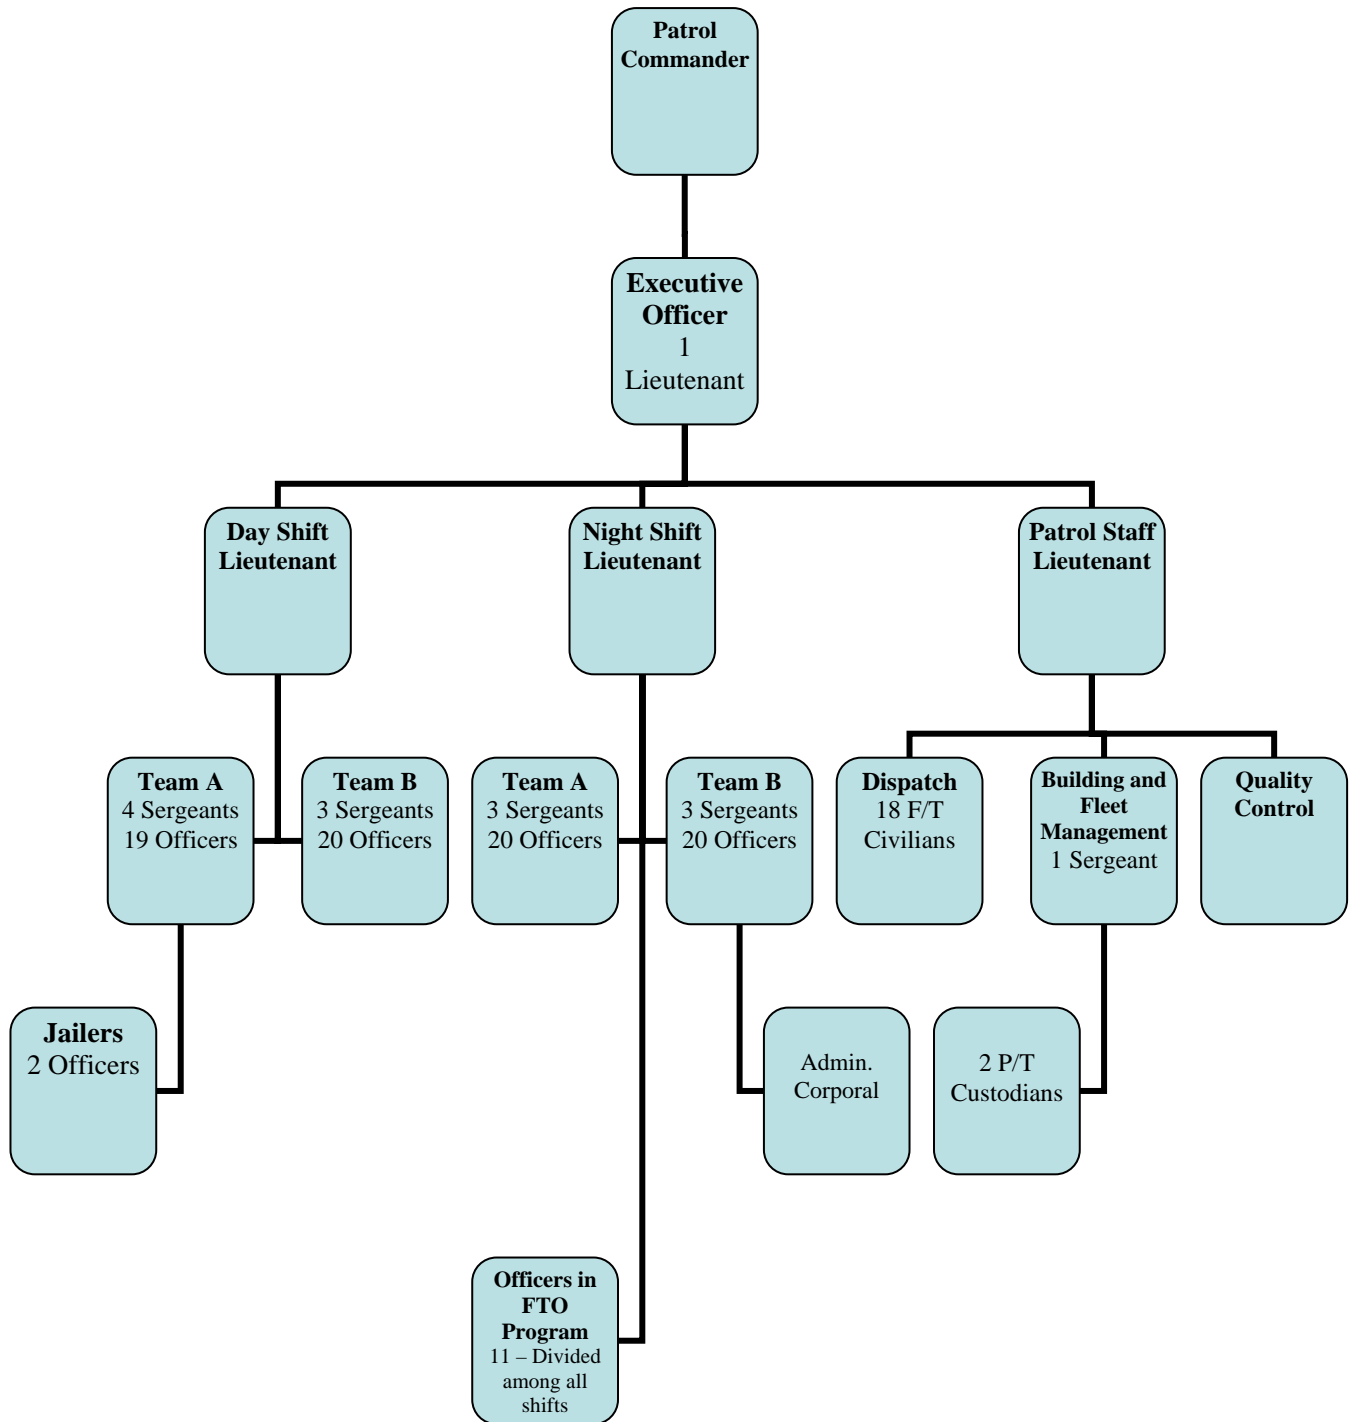 Patrol
Commander
Executive
Officer
1
Lieutenant
Day Shift
Lieutenant
Night Shift
Lieutenant
Patrol Staff
Lieutenant
Team A
4 Sergeants
19 Officers
Team B
3 Sergeants
20 Officers
Team A
3 Sergeants
20 Officers
Team B
3 Sergeants
20 Officers
Dispatch
18 F/T
Civilians
Building and
Fleet
Management
1 Sergeant
Quality
Control
Jailers
2 Officers
Admin.
Corporal
2 P/T
Custodians
Officers in
FTO
Program
11 – Divided
among all
shifts